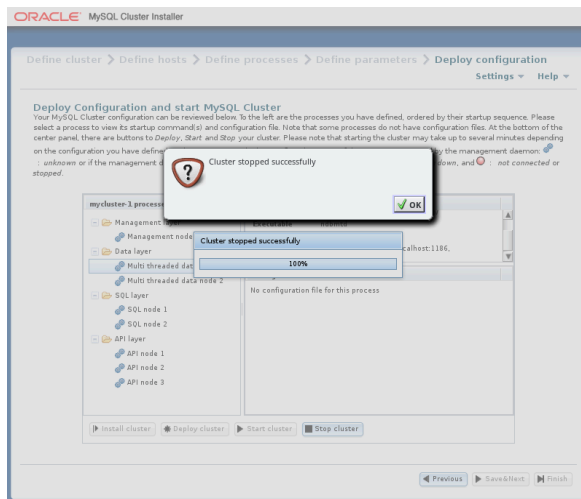 ORACLE MySQL Cluster Installer
Define cluster Define hosts Define processes Define parameters Deploy configuration
Settings Help
Deploy Configuration and start MySQL Cluster
Your MySQL Cluster configuration can be reviewed below. To the left are the processes you have defined, ordered by their startup sequence. Please
select a process to view its startup command(s) and configuration file. Note that some processes do not have configuration files. At the bottom of the
center panel, there are buttons to Deploy, Start and Stop your cluster. Please note that starting the cluster may take up to several minutes depending
on the configuration you have define by the management daemon:
: unknown or if the management d down, and : not connected or
stopped.
Cluster stopped successfully
OK
mycluster-1 process
Management layer
Management node
Data layer
Multi threaded dat
Multi threaded data node 2
SQL layer
SQL node 1
SQL node 2
API layer
API node 1
API node 2
API node 3
Executable
calhost:1186,
Cluster stopped successfully
100%
No configuration file for this process
Install cluster Deploy cluster Start cluster Stop cluster
Previous Save&Next Finish